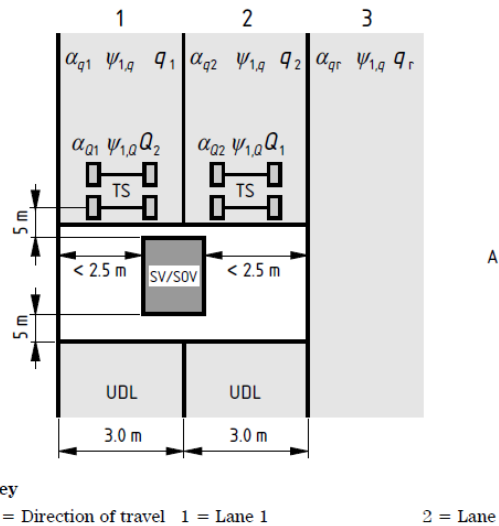 1 2 3
αq1 ψ1,q q1 αq2 ψ1,q q2 αqr ψ1,q qr
αQ1 ψ1,Q Q2 αQ2 ψ1,Q Q1
TS TS
5 m
< 2.5 m SV/SOV < 2.5 m
A
5 m
UDL UDL
3.0 m 3.0 m
ey
= Direction of travel 1 = Lane 1 2 = Lane